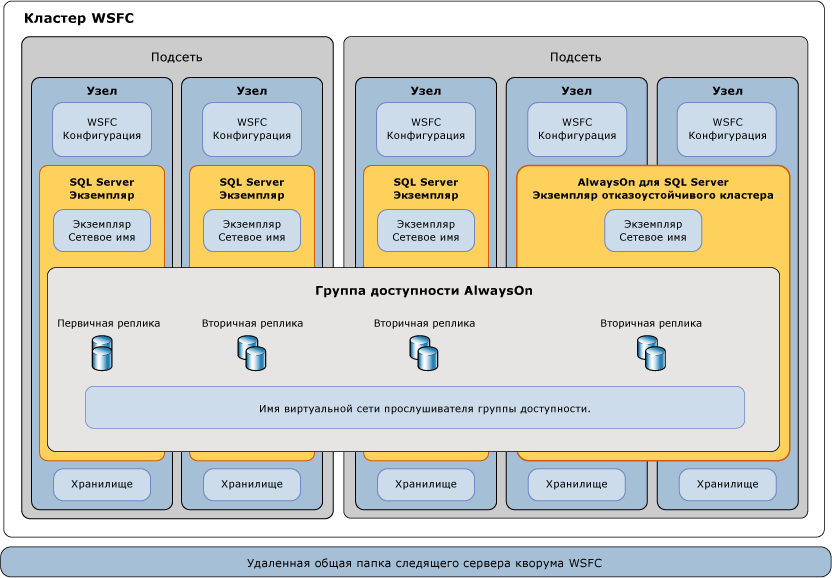 Кластер WSFC
Подсеть
Подсеть
Узел
Узел
Узел
Узел
Узел
WSFC
Конфигурация
WSFC
Конфигурация
WSFC
Конфигурация
WSFC
Конфигурация
WSFC
Конфигурация
SQL Server
Экземпляр
SQL Server
Экземпляр
SQL Server
Экземпляр
AlwaysOn для SQL Server
Экземпляр отказоустойчивого кластера
Экземпляр
Сетевое имя
Экземпляр
Сетевое имя
Экземпляр
Сетевое имя
Экземпляр
Сетевое имя
Группа доступности AlwaysOn
Первичная реплика
Вторичная реплика
Вторичная реплика
Вторичная реплика
Имя виртуальной сети прослушивателя группы доступности.
Хранилище
Хранилище
Хранилище
Хранилище
Хранилище
Удаленная общая папка следящего сервера кворума WSFC